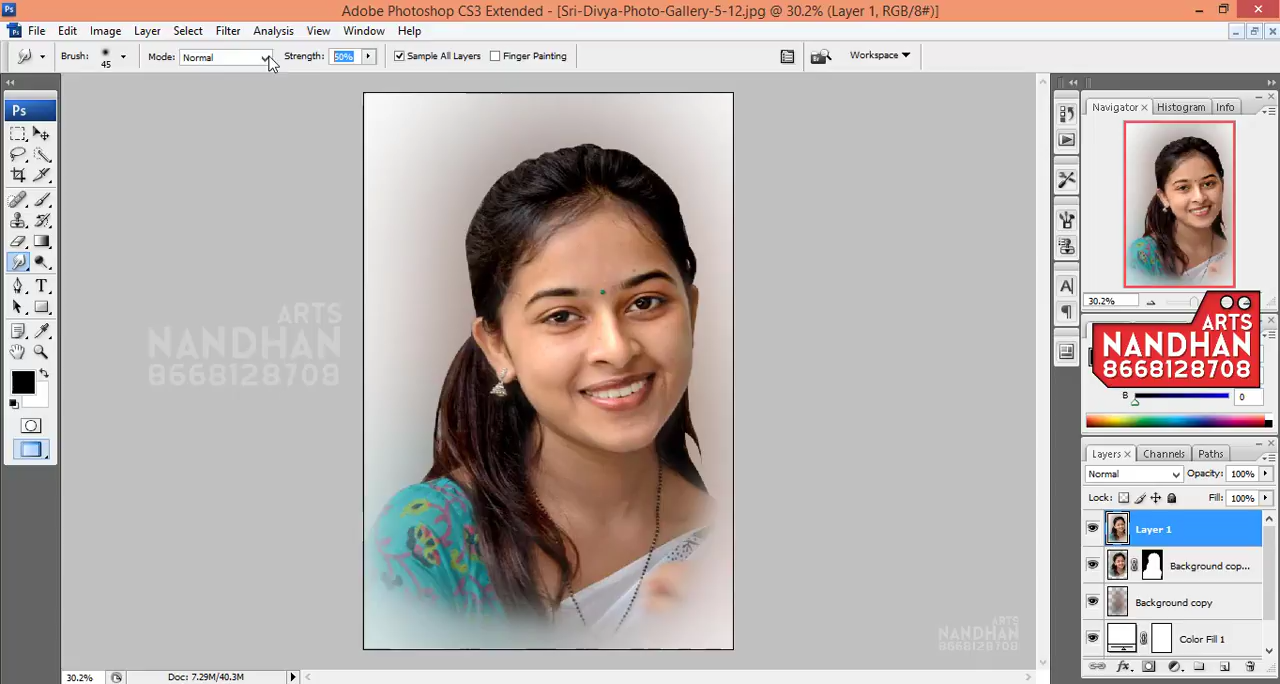 Adobe Photoshop CS3 Extended - [Sri-Divya-Photo-Gallery-5-12.jpg @ 30.2% (Layer 1, RGB/8#)]
File Edit Image Layer Select Filter Analysis View Window Help
Brush: 45 Mode: Normal Strength: 50% Sample All Layers Finger Painting Workspace
Ps
Navigator Histogram Info
30.2%
ARTS
NANDHAN
8668128708
ARTS
NANDHAN
8668128708
B 0
Layers Channels Paths
Normal Opacity: 100%
Lock: Fill: 100%
Layer 1
Background cop...
Background copy
Color Fill 1
ARTS
NANDHAN
8668128708
30.2% Doc: 7.29M/40.3M